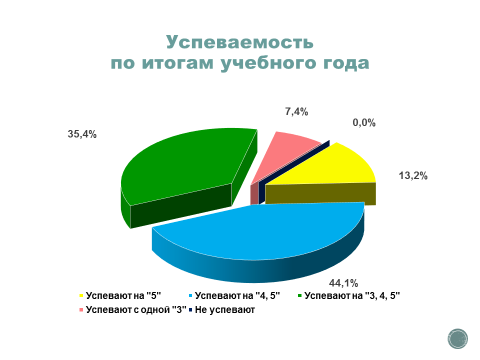 Успеваемость
по итогам учебного года
7,4%
0,0%
35,4%
13,2%
44,1%
Успевают на "5" Успевают на "4, 5" Успевают на "3, 4, 5"
Успевают с одной "3" Не успевают